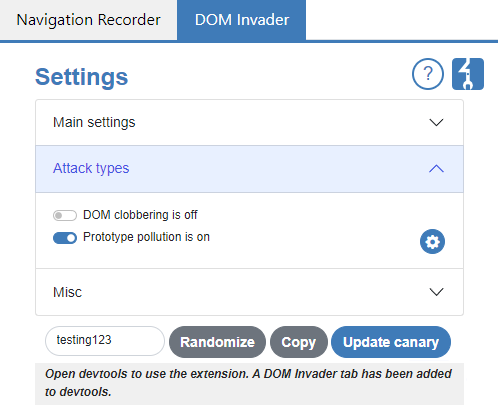 Navigation Recorder DOM Invader
Settings
?
Main settings
Attack types
DOM clobbering is off
Prototype pollution is on
Misc
testing123 Randomize Copy Update canary
Open devtools to use the extension. A DOM Invader tab has been added
to devtools.